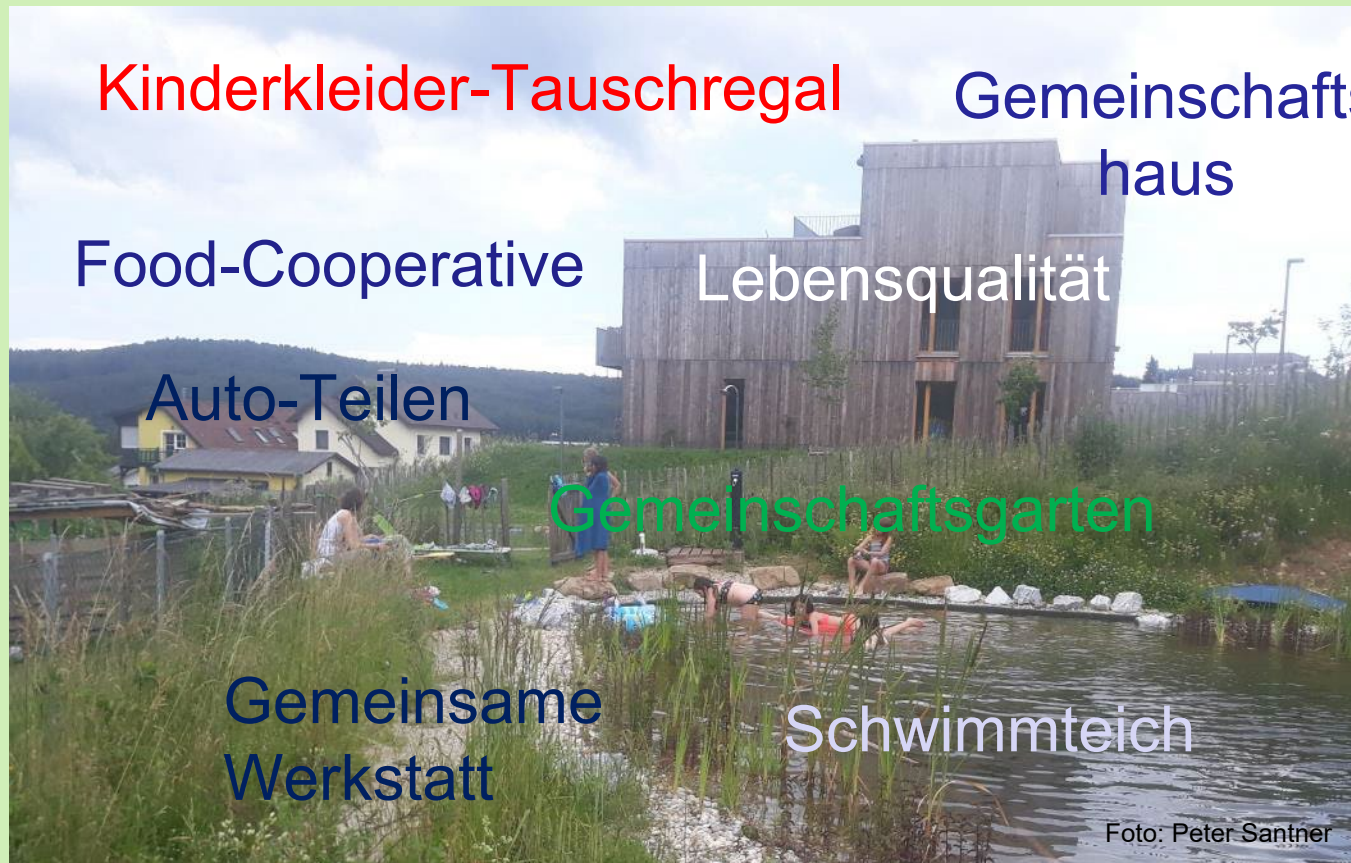 Kinderkleider-Tauschregal
Gemeinschafts
haus
Food-Cooperative
Lebensqualität
Auto-Teilen
Gemeinschaftsgarten
Gemeinsame
Werkstatt
Schwimmteich
Foto: Peter Santner